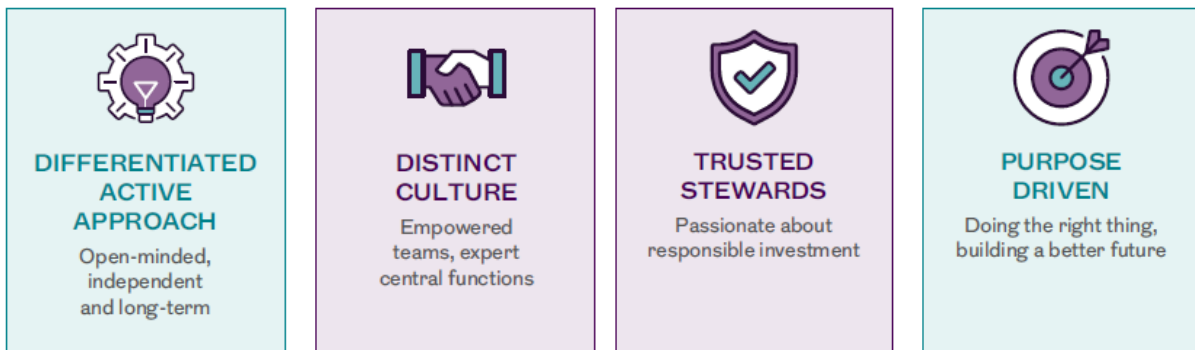 DIFFERENTIATED
ACTIVE
APPROACH
Open-minded,
independent
and long-term
DISTINCT
CULTURE
Empowered
teams, expert
central functions
TRUSTED
STEWARDS
Passionate about
responsible investment
PURPOSE
DRIVEN
Doing the right thing,
building a better future